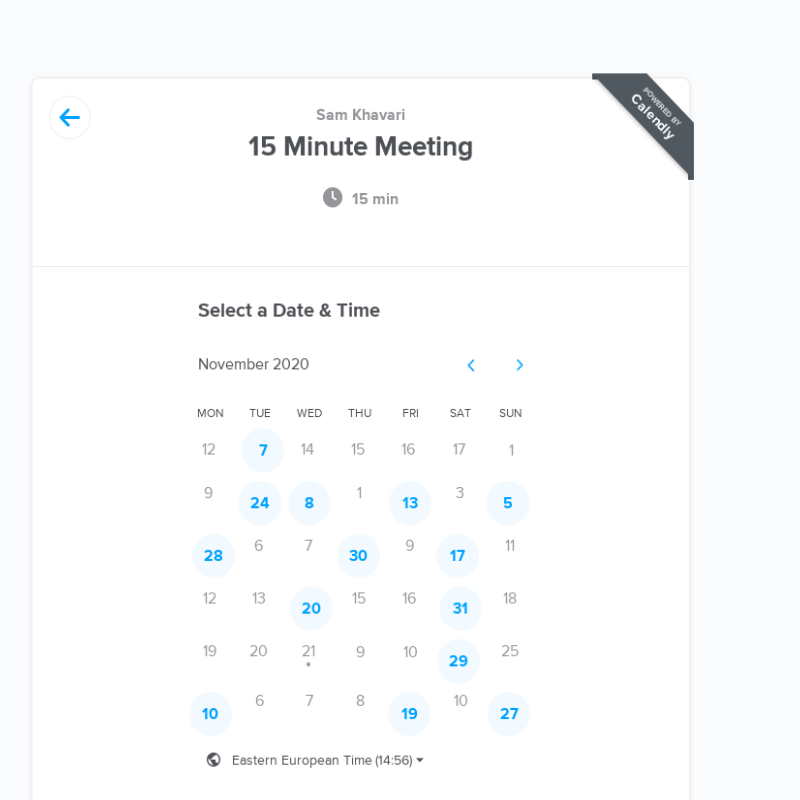 POWERED BY
Calendly
Sam Khavari
15 Minute Meeting
15 min
Select a Date & Time
November 2020
MON TUE WED THU FRI SAT SUN
12 7 14 15 16 17 1
9 24 8 1 13 3 5
28 6 7 30 9 17 11
12 13 20 15 16 31 18
19 20 21 9 10 29 25
10 6 7 8 19 10 27
Eastern European Time (14:56)